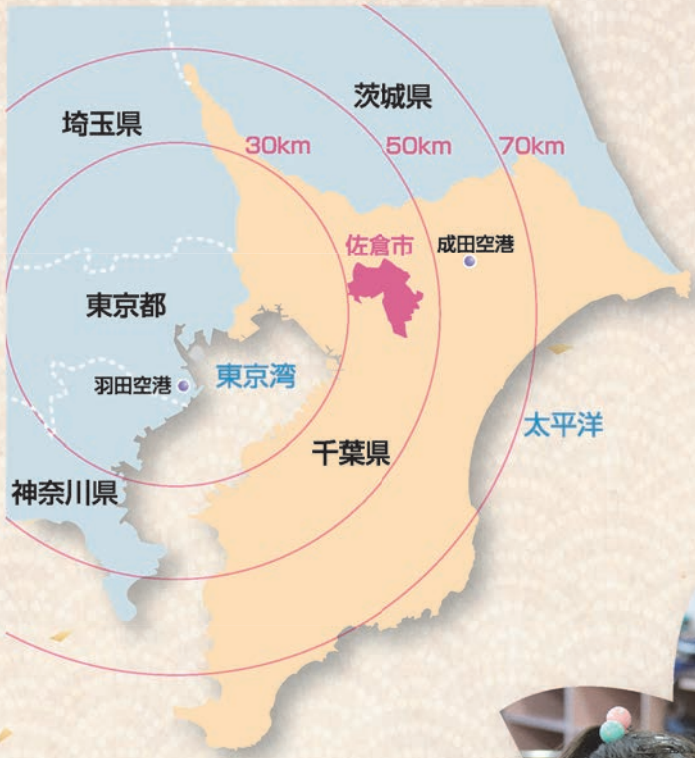 茨城県
埼玉県
30km
50km
70km
佐倉市
成田空港
東京都
羽田空港
東京湾
太平洋
千葉県
神奈川県